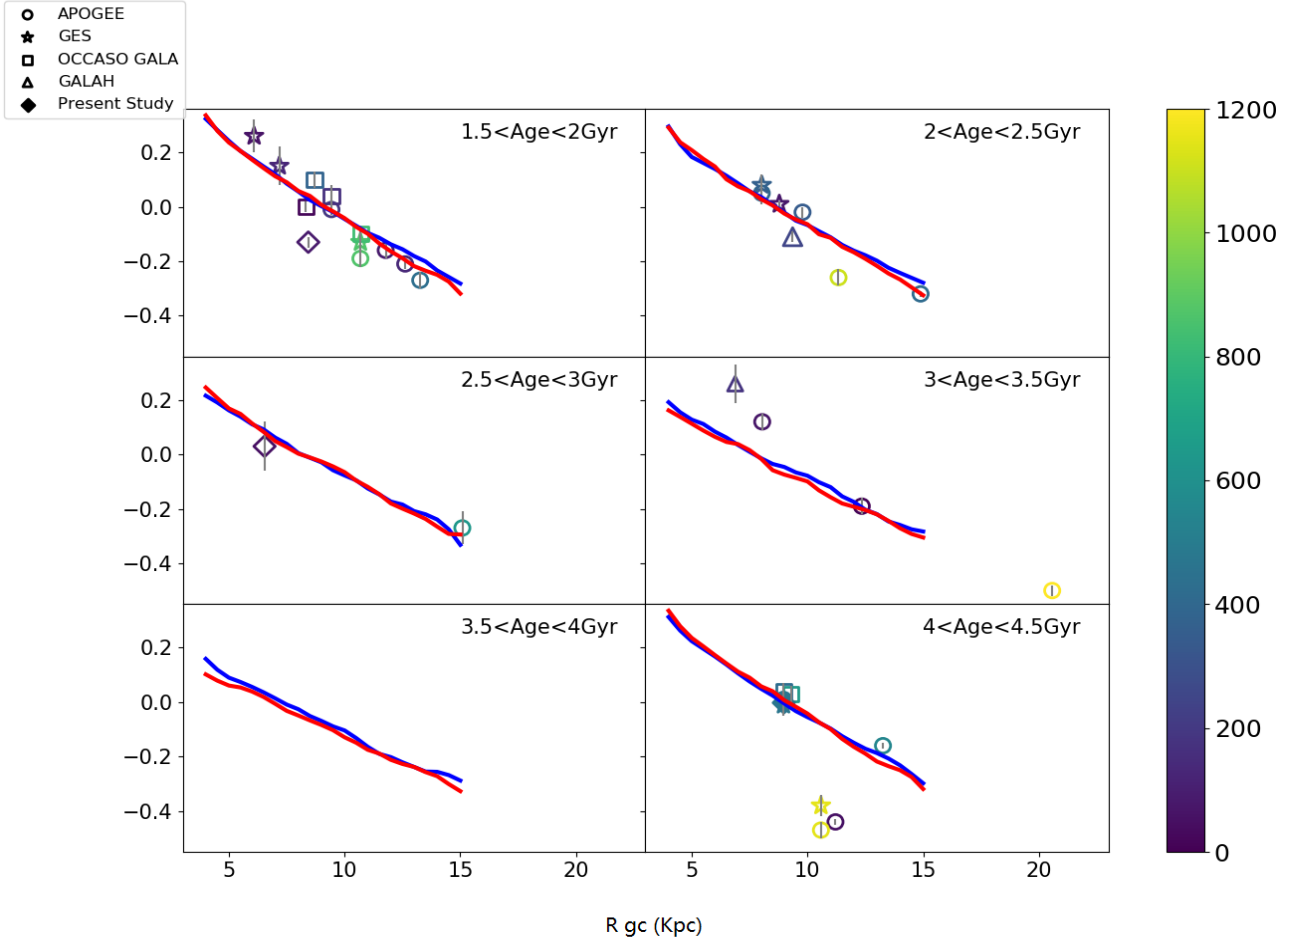 APOGEE
GES
OCCASO GALA
GALAH
Present Study
1.5<Age<2Gyr
2<Age<2.5Gyr
0.2
0.0
−0.2
−0.4
2.5<Age<3Gyr
3<Age<3.5Gyr
0.2
0.0
−0.2
−0.4
3.5<Age<4Gyr
4<Age<4.5Gyr
0.2
0.0
−0.2
−0.4
5 10 15 20 5 10 15 20
R gc (Kpc)
1200
1000
800
600
400
200
0